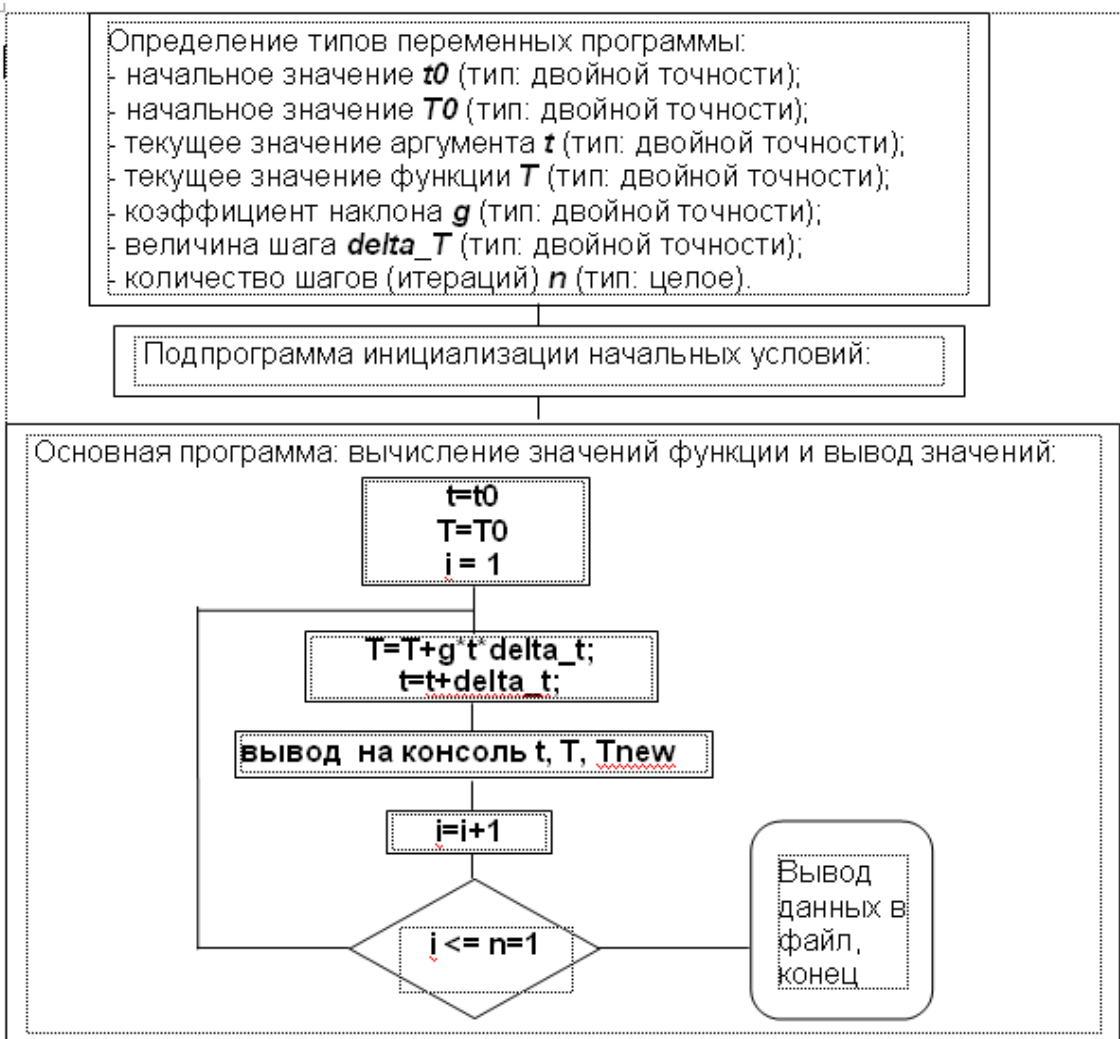 Определение типов переменных программы:
- начальное значение t0 (тип: двойной точности);
- начальное значение T0 (тип: двойной точности);
- текущее значение аргумента t (тип: двойной точности);
- текущее значение функции T (тип: двойной точности);
- коэффициент наклона g (тип: двойной точности);
- величина шага delta_T (тип: двойной точности);
- количество шагов (итераций) n (тип: целое).
Подпрограмма инициализации начальных условий:
Основная программа: вычисление значений функции и вывод значений:
t=t0
T=T0
i = 1
T=T+g*t*delta_t;
t=t+delta_t;
вывод на консоль t, T, Tnew
i=i+1
i <= n=1
Вывод
данных в
файл,
конец